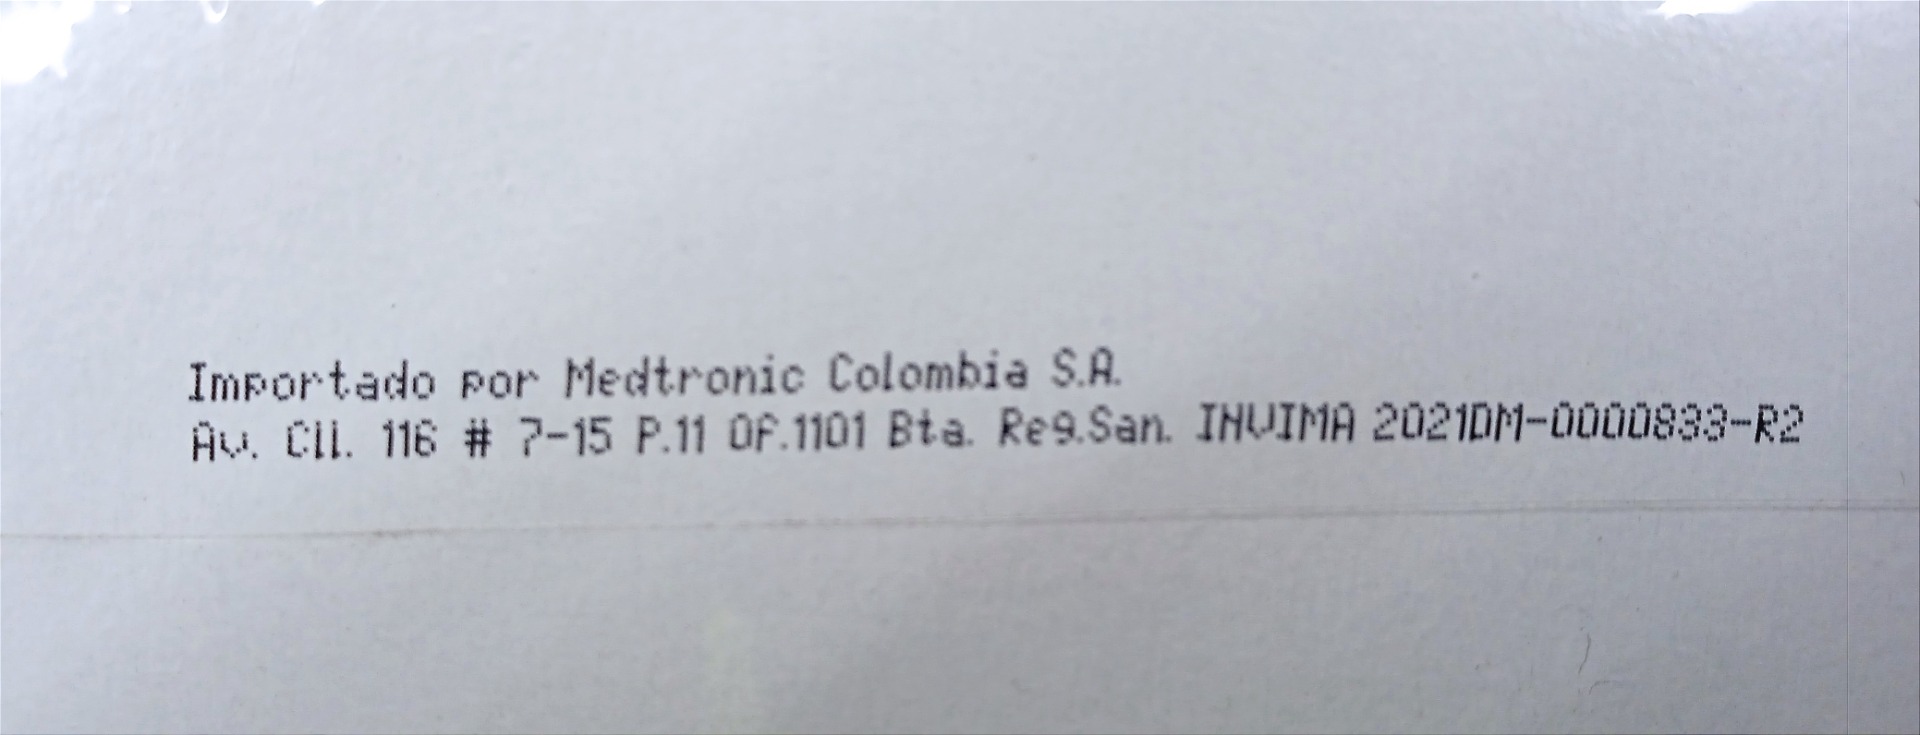 Importado por Medtronic Colombia S.A.
Av. Cll. 116 # 7-15 P.11 Of.1101 Bta. Reg.San. INVIMA 2021DM-0000833-R2